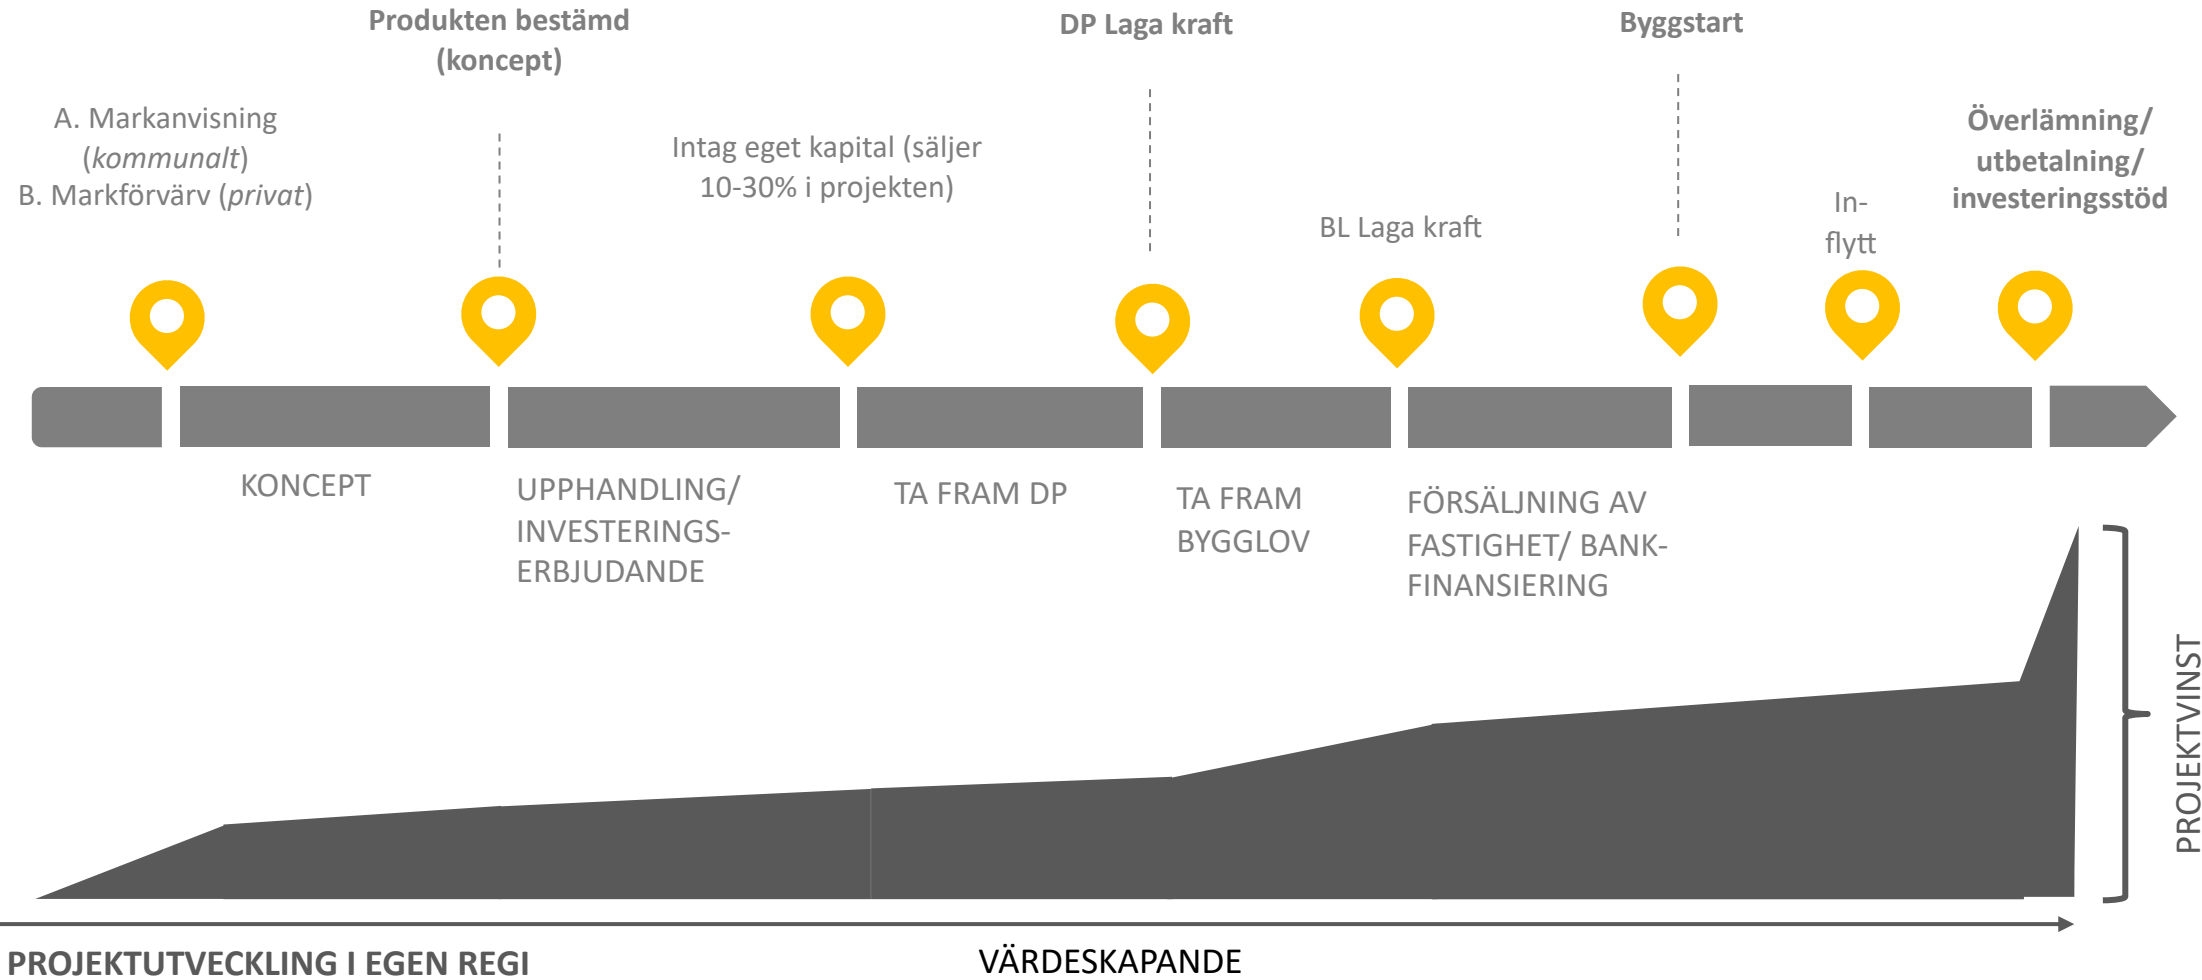 Produkten bestämd
(koncept)
DP Laga kraft
Byggstart
A. Markanvisning
(kommunalt)
B. Markförvärv (privat)
Intag eget kapital (säljer
10-30% i projekten)
BL Laga kraft
In-
flytt
Överlämning/
utbetalning/
investeringsstöd
KONCEPT
UPPHANDLING/
INVESTERINGS-
ERBJUDANDE
TA FRAM DP
TA FRAM
BYGGLOV
FÖRSÄLJNING AV
FASTIGHET/ BANK-
FINANSIERING
PROJEKTVINST
PROJEKTUTVECKLING I EGEN REGI
VÄRDESKAPANDE